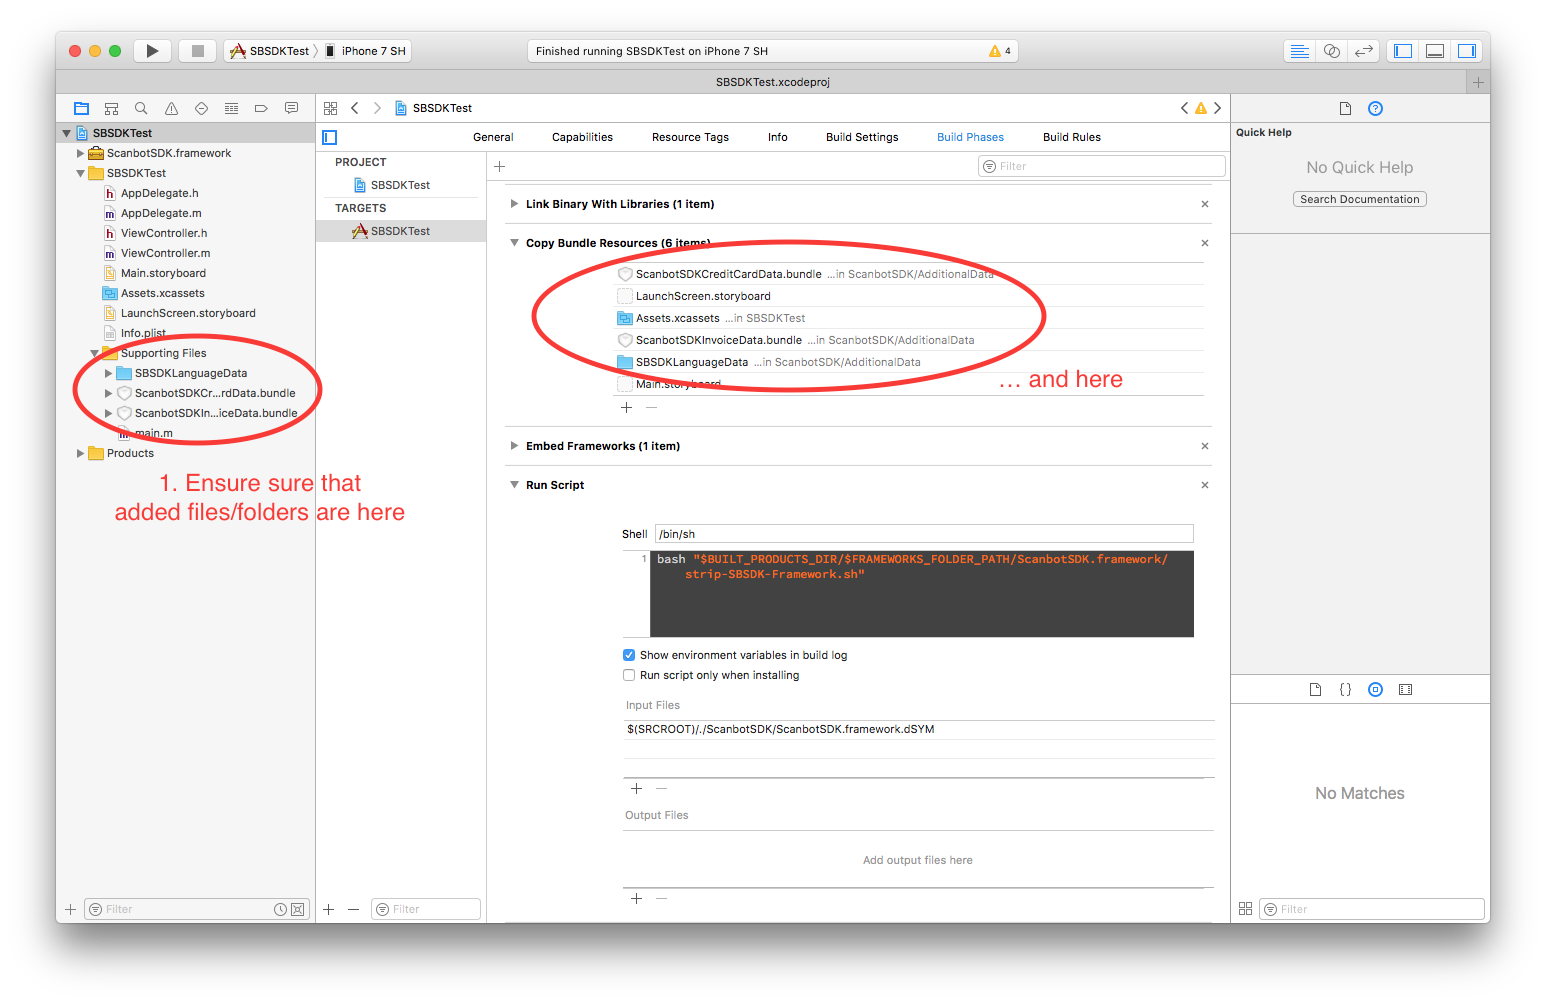 SBSDKTest
iPhone 7 SH
Finished running SBSDKTest on iPhone 7 SH
4
SBSDKTest.xcodeproj
SBSDKTest
ScanbotSDK.framework
SBSDKTest
AppDelegate.h
AppDelegate.m
ViewController.h
ViewController.m
Main.storyboard
Assets.xcassets
LaunchScreen.storyboard
Info.plist
Supporting Files
SBSDKLanguageData
ScanbotSDKCr...rdData.bundle
ScanbotSDKIn...iceData.bundle
main.m
Products
1. Ensure sure that
added files/folders are here
Filter
SBSDKTest
General Capabilities Resource Tags Info Build Settings Build Phases Build Rules
PROJECT
SBSDKTest
TARGETS
SBSDKTest
Filter
Filter
Link Binary With Libraries (1 item)
Copy Bundle Resources (6 items)
ScanbotSDKCreditCardData.bundle ...in ScanbotSDK/AdditionalData
LaunchScreen.storyboard
Assets.xcassets ...in SBSDKTest
ScanbotSDKInvoiceData.bundle ...in ScanbotSDK/AdditionalData
SBSDKLanguageData ...in ScanbotSDK/AdditionalData
Main.storyboard
... and here
Embed Frameworks (1 item)
Run Script
Shell /bin/sh
1 bash "$BUILT_PRODUCTS_DIR/$FRAMEWORKS_FOLDER_PATH/ScanbotSDK.framework/
strip-SBSDK-Framework.sh"
Show environment variables in build log
Run script only when installing
Input Files
$(SRCROOT)/./ScanbotSDK/ScanbotSDK.framework.dSYM
Output Files
Add output files here
Quick Help
No Quick Help
Search Documentation
No Matches
Filter